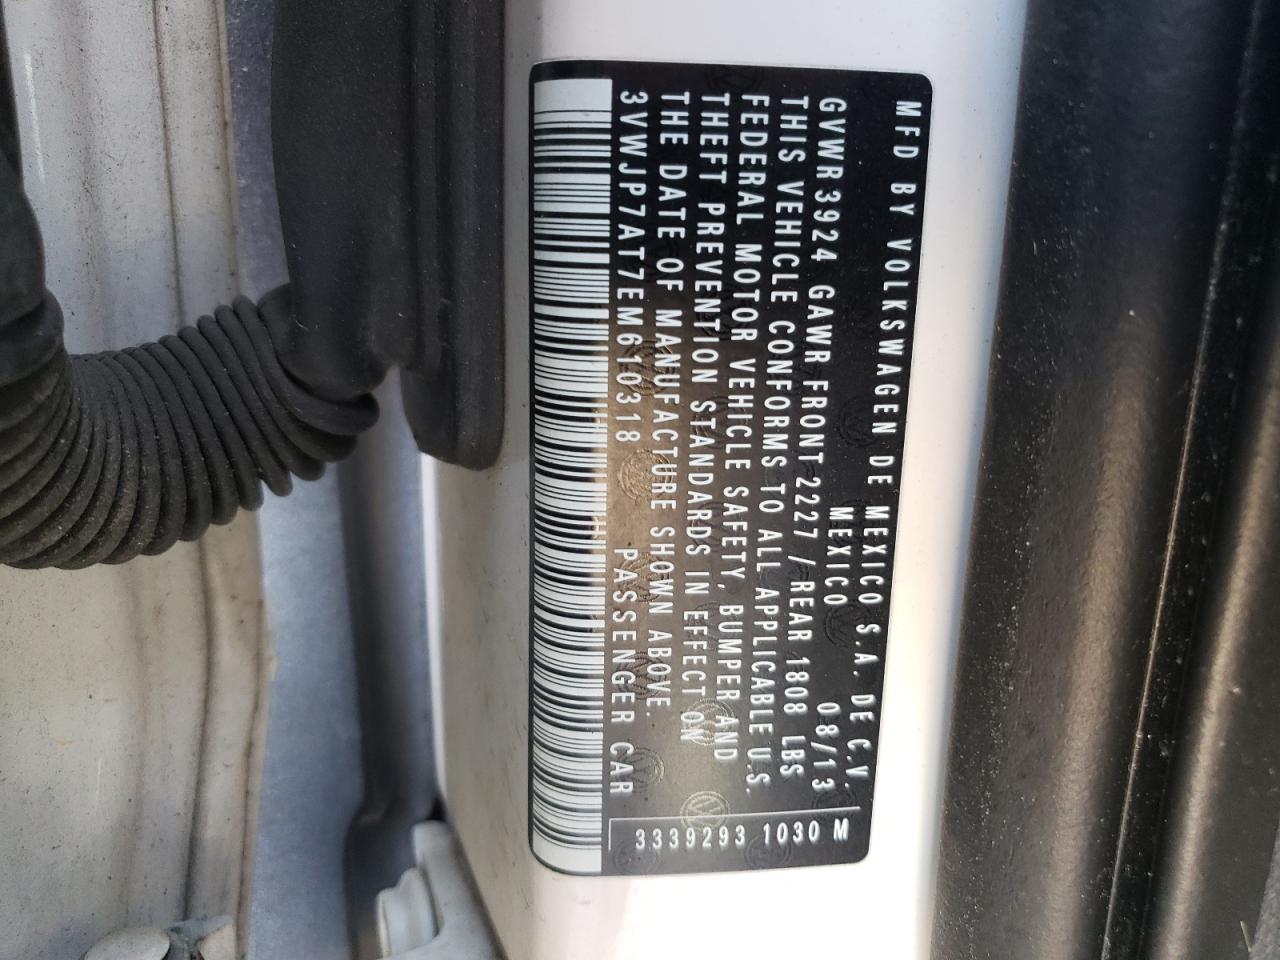 MFD BY VOLKSWAGEN DE MEXICO S.A. DE C.V.
MEXICO 08/13
GVWR 3924 GAWR FRONT 2227 / REAR 1808 LBS
THIS VEHICLE CONFORMS TO ALL APPLICABLE U.S.
FEDERAL MOTOR VEHICLE SAFETY, BUMPER AND
THEFT PREVENTION STANDARDS IN EFFECT ON
THE DATE OF MANUFACTURE SHOWN ABOVE.
3VWJP7AT7EM610318 PASSENGER CAR
3339293 1030 M